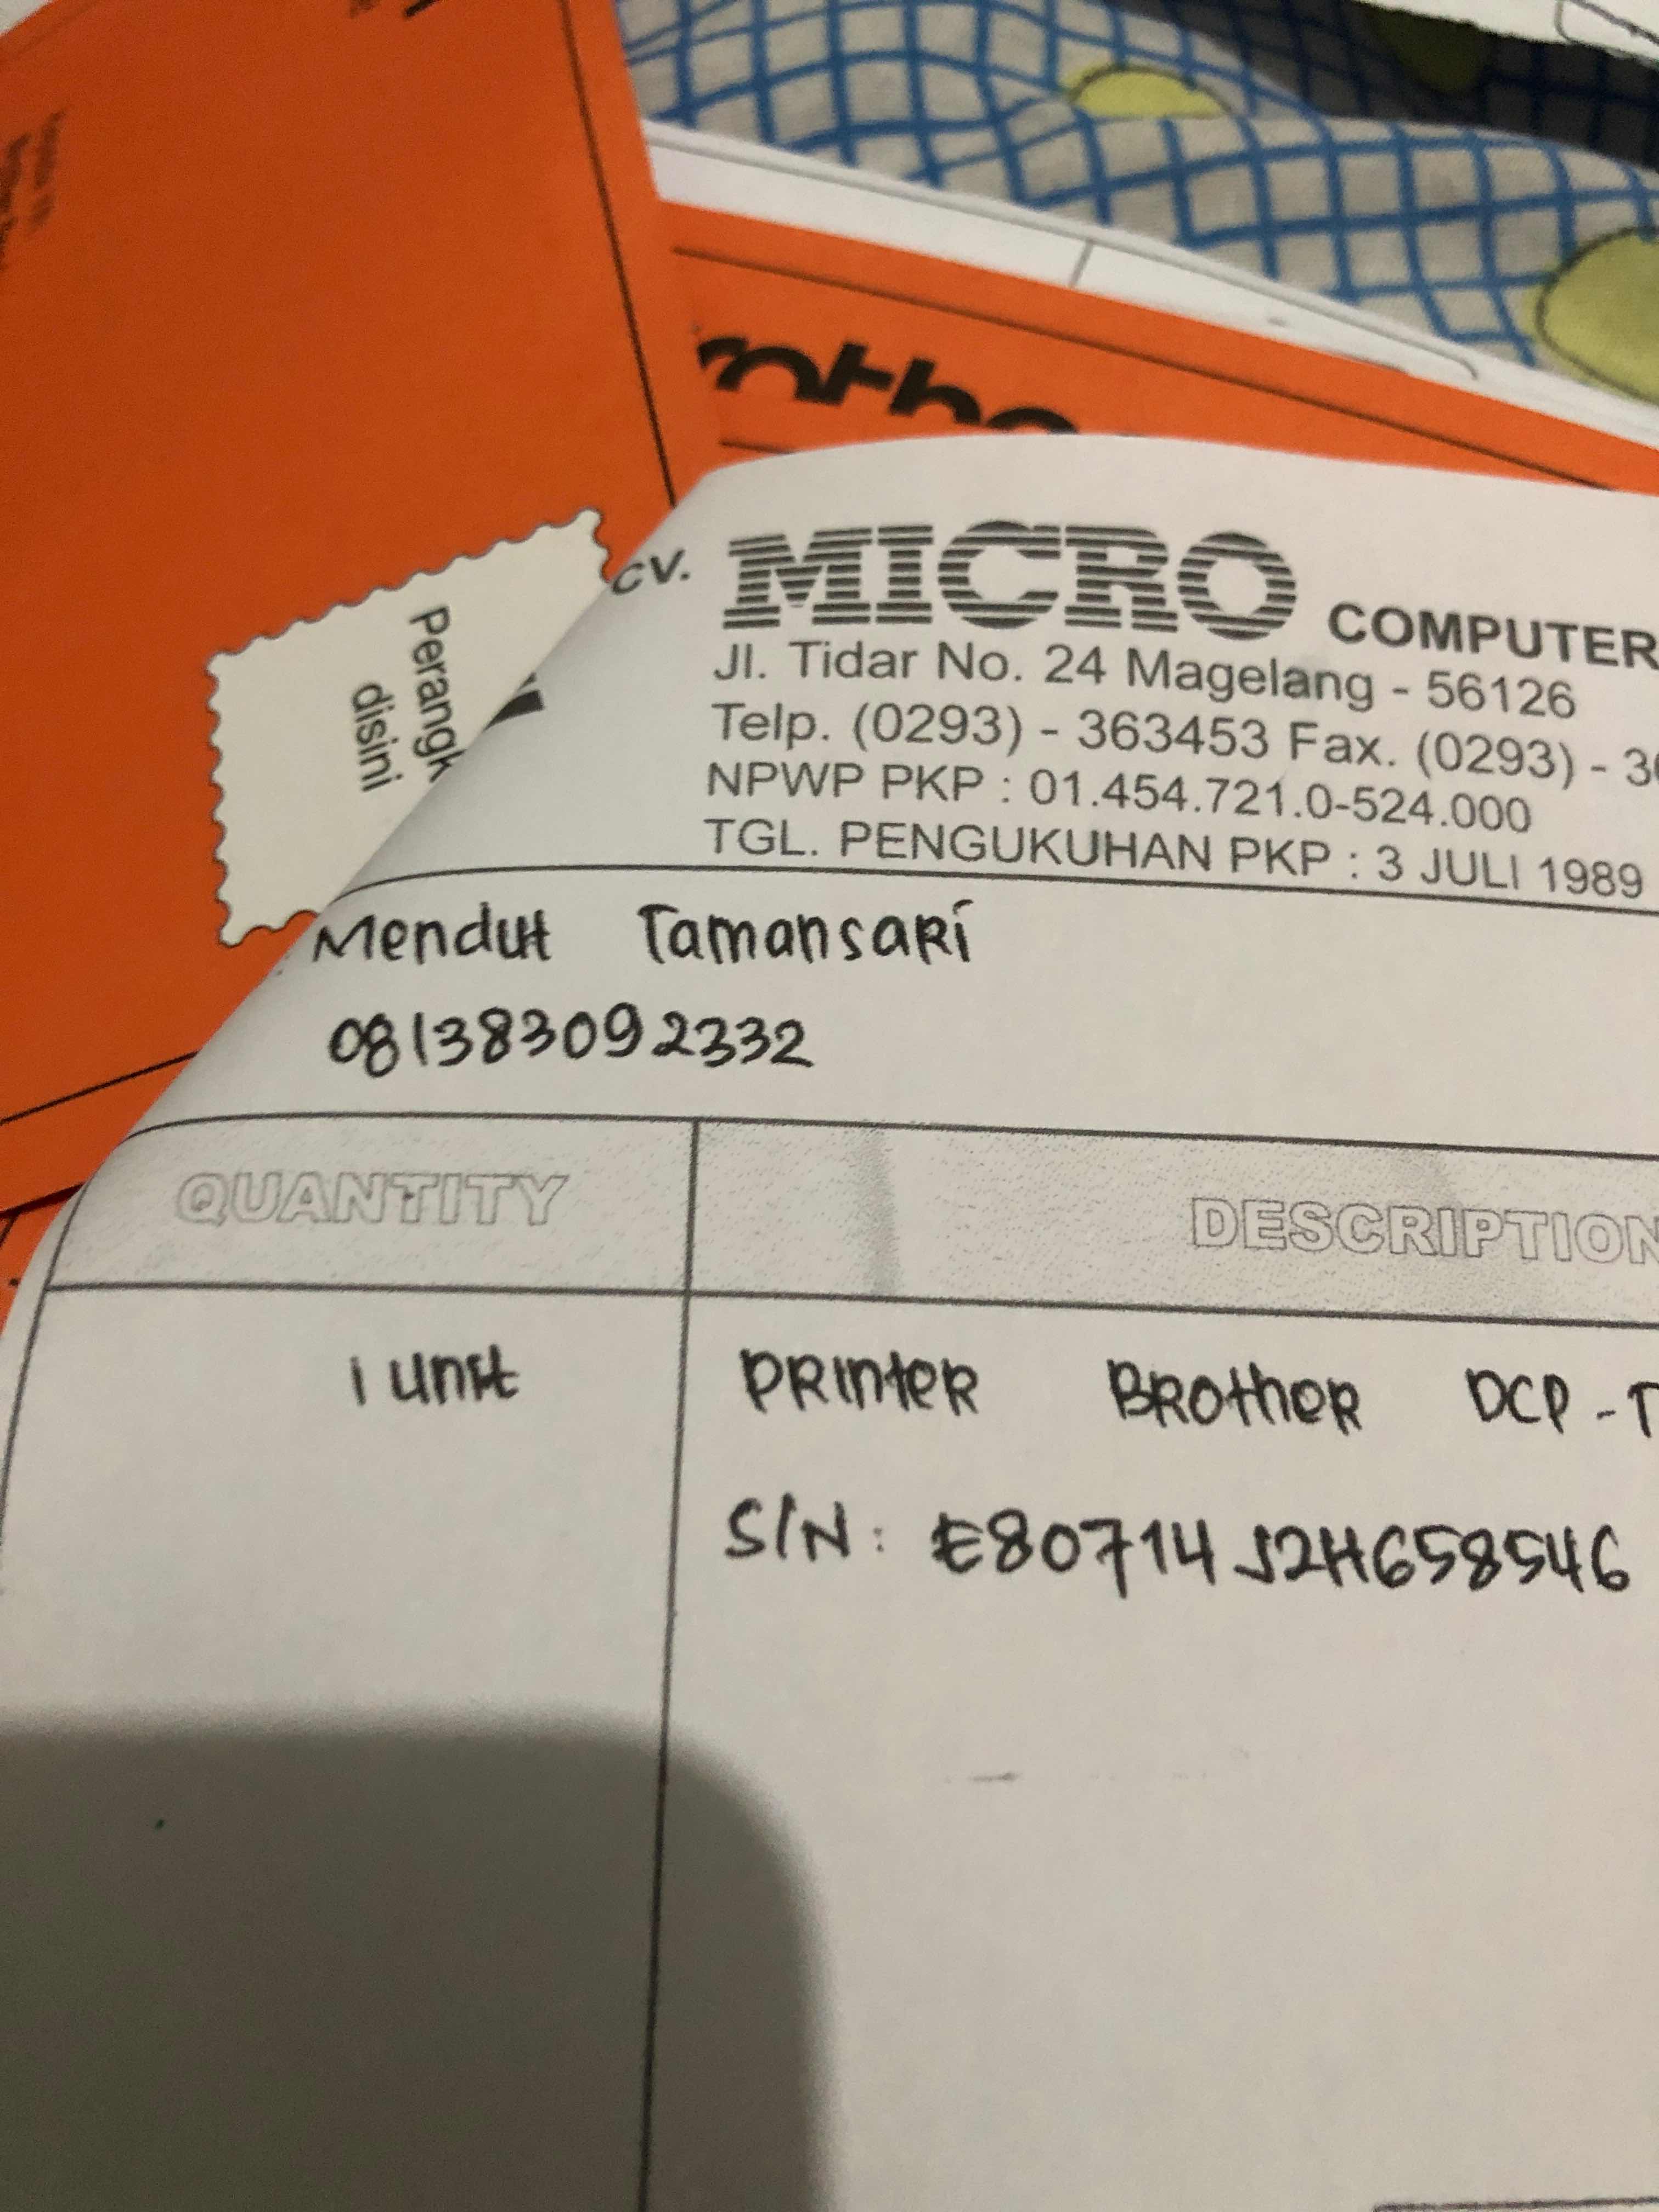 Perangk
disini
CV. MICRO COMPUTER
Jl. Tidar No. 24 Magelang - 56126
Telp. (0293) - 363453 Fax. (0293) - 3
NPWP PKP : 01.454.721.0-524.000
TGL. PENGUKUHAN PKP : 3 JULI 1989
Mendut Tamansari
081383092332
QUANTITY DESCRIPTION
1 unit Printer Brother DCP-T
S/N: E80714J2H658546